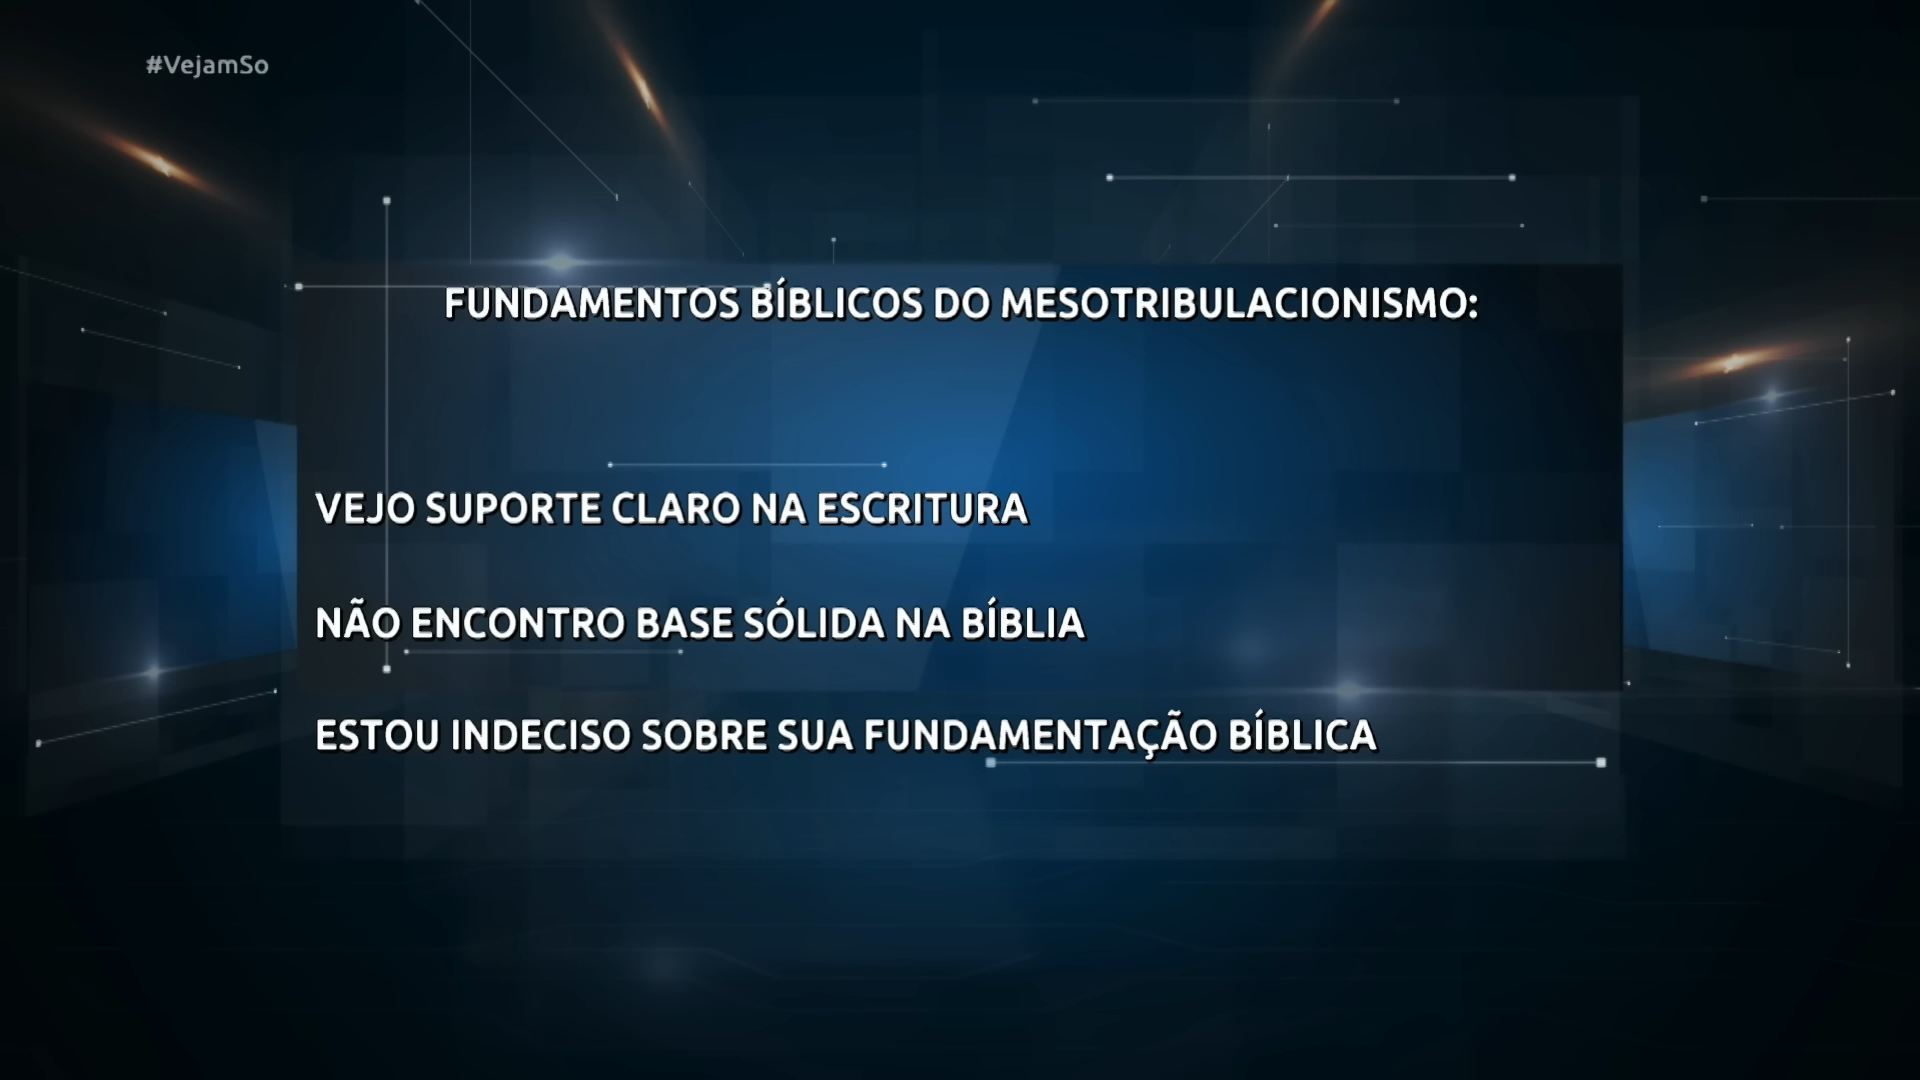 #VejamSo
FUNDAMENTOS BÍBLICOS DO MESOTRIBULACIONISMO:
VEJO SUPORTE CLARO NA ESCRITURA
NÃO ENCONTRO BASE SÓLIDA NA BÍBLIA
ESTOU INDECISO SOBRE SUA FUNDAMENTAÇÃO BÍBLICA